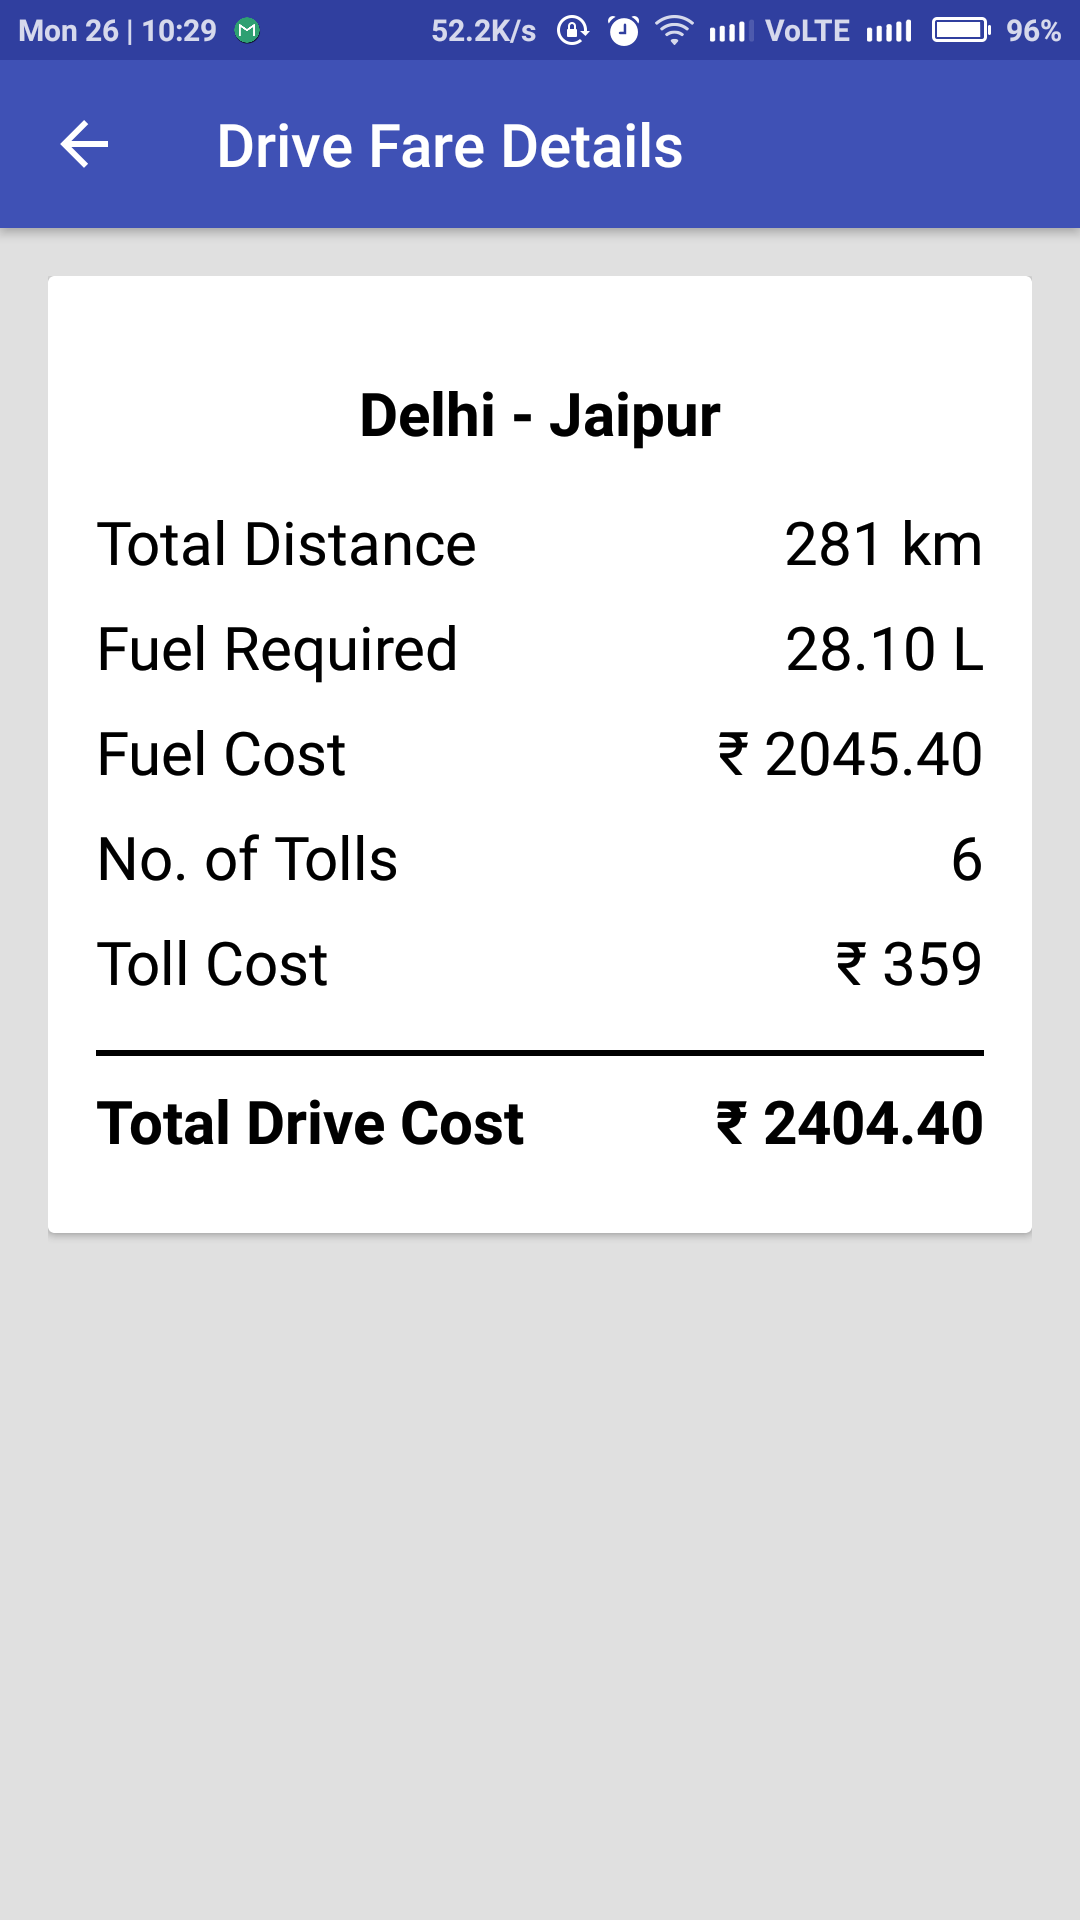 Mon 26 | 10:29 M 52.2K/s VoLTE 96%
Drive Fare Details
Delhi - Jaipur
Total Distance 281 km
Fuel Required 28.10 L
Fuel Cost ₹ 2045.40
No. of Tolls 6
Toll Cost ₹ 359
Total Drive Cost ₹ 2404.40